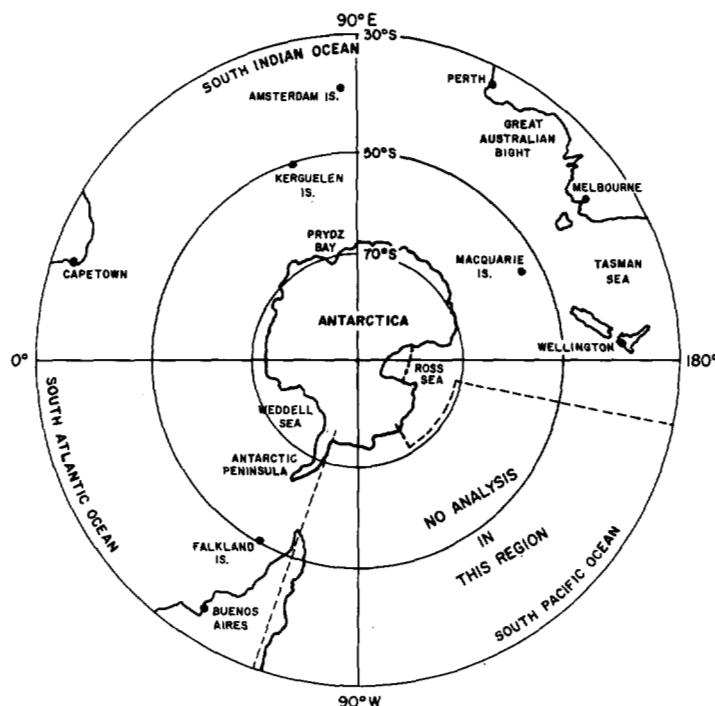 90°E
30°S
SOUTH INDIAN OCEAN
AMSTERDAM IS.
PERTH
GREAT
AUSTRALIAN
BIGHT
50°S
KERGUELEN
IS.
MELBOURNE
PRYDZ
BAY
70°S
MACQUARIE
IS.
TASMAN
SEA
CAPETOWN
ANTARCTICA
WELLINGTON
0°
180°
ROSS
SEA
WEDDELL
SEA
SOUTH ATLANTIC OCEAN
ANTARCTIC
PENINSULA
NO ANALYSIS
IN
THIS REGION
SOUTH PACIFIC OCEAN
FALKLAND
IS.
BUENOS
AIRES
90°W